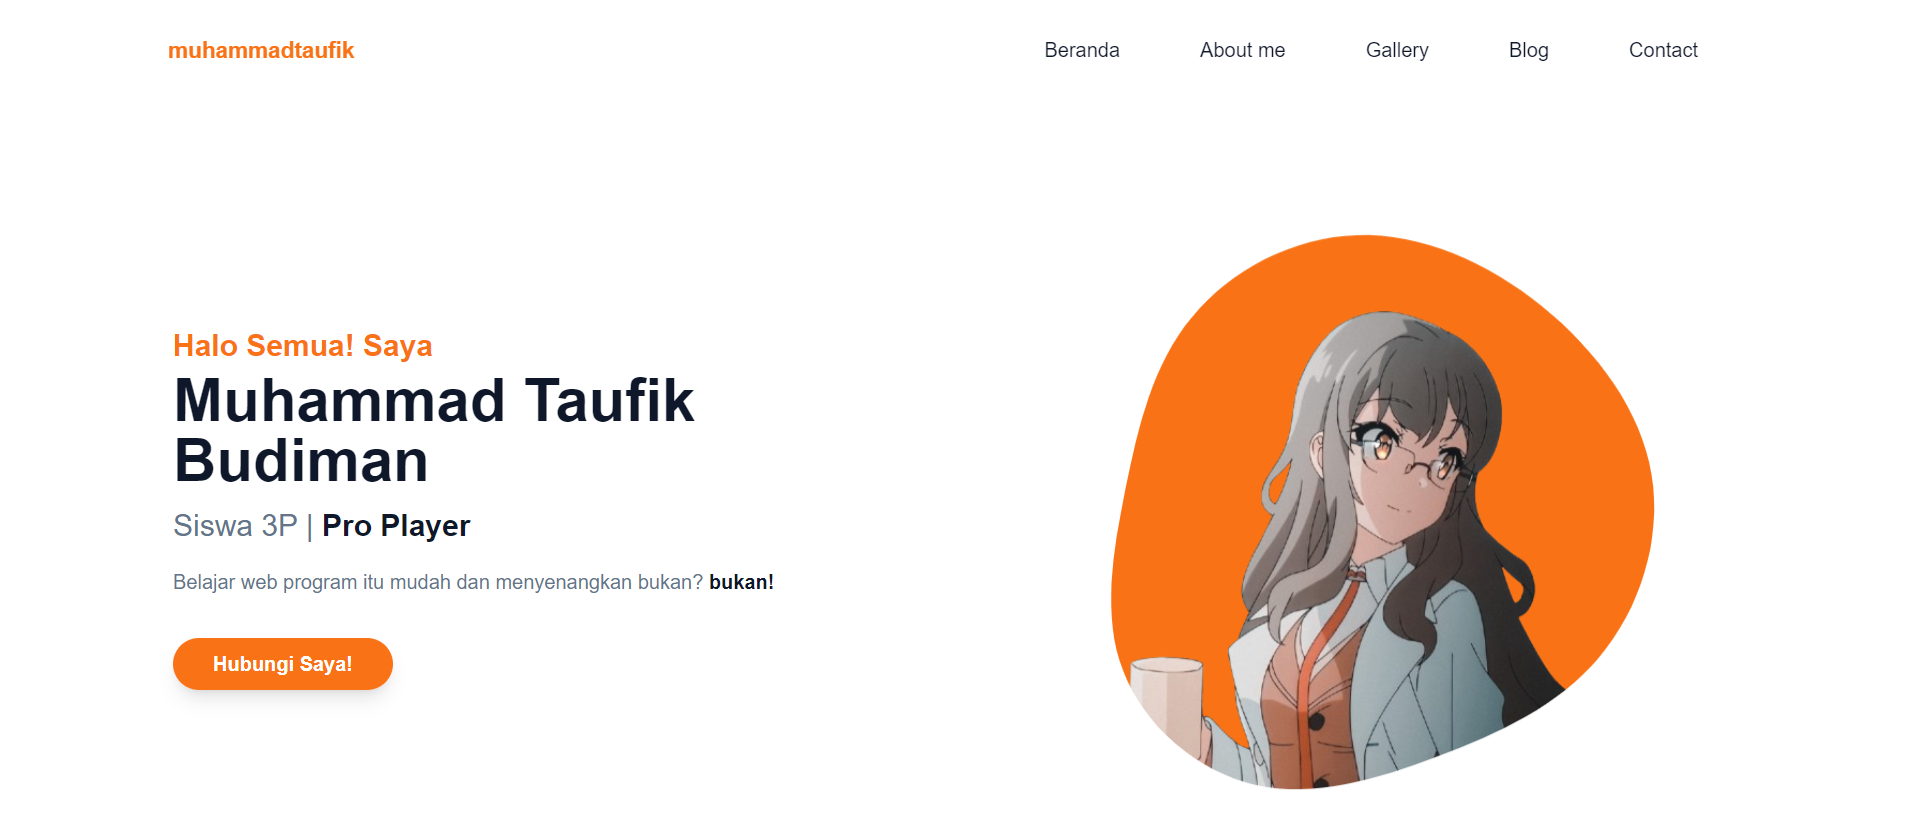 muhammadtaufik
Beranda About me Gallery Blog Contact
Halo Semua! Saya
Muhammad Taufik
Budiman
Siswa 3P | Pro Player
Belajar web program itu mudah dan menyenangkan bukan? bukan!
Hubungi Saya!